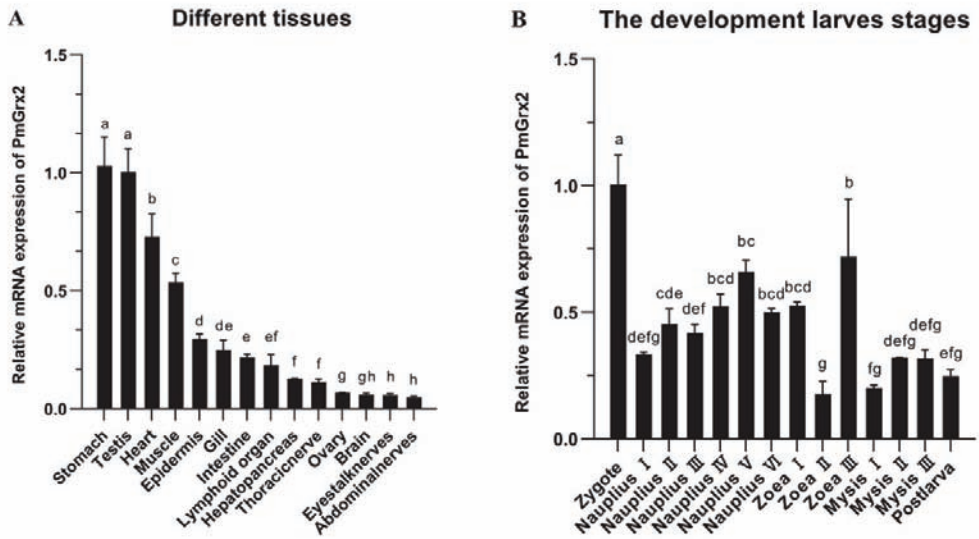 A
Different tissues
Relative mRNA expression of PmGrx2
1.5
1.0
0.5
0.0
a
a
b
c
d
de
e
ef
f
f
g
gh
h
h
Stomach
Testis
Heart
Muscle
Epidermis
Gill
Intestine
Lymphoid organ
Hepatopancreas
Thoracicnerve
Ovary
Brain
Eyestalknerves
Abdominalnerves
B
The development larves stages
Relative mRNA expression of PmGrx2
1.5
1.0
0.5
0.0
a
defg
cde
def
bcd
bc
bcd
bcd
g
b
fg
defg
defg
efg
Zygote
Nauplius Ⅰ
Nauplius Ⅱ
Nauplius Ⅲ
Nauplius Ⅳ
Nauplius Ⅴ
Nauplius Ⅵ
Zoea Ⅰ
Zoea Ⅱ
Zoea Ⅲ
Mysis Ⅰ
Mysis Ⅱ
Mysis Ⅲ
Postlarva